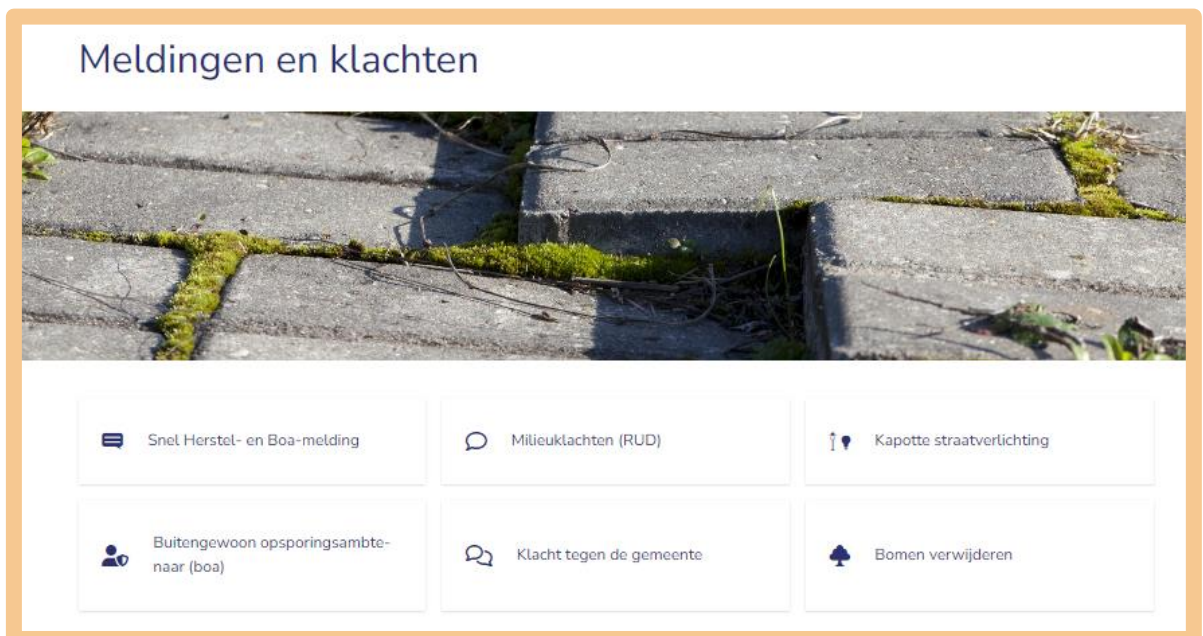 Meldingen en klachten
Snel Herstel- en Boa-melding
Milieuklachten (RUD)
Kapotte straatverlichting
Buitengewoon opsporingsambte-
naar (boa)
Klacht tegen de gemeente
Bomen verwijderen